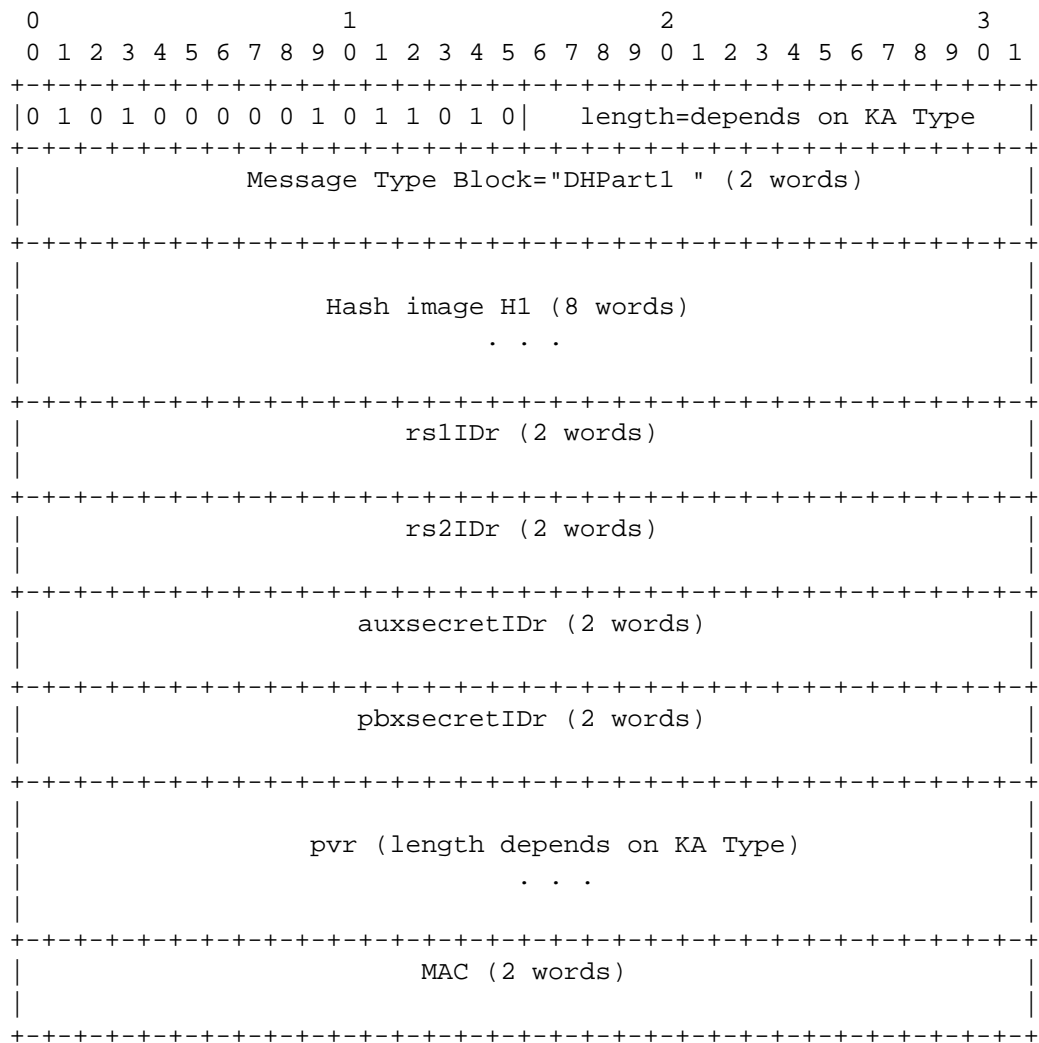 0                   1                   2                   3
 0 1 2 3 4 5 6 7 8 9 0 1 2 3 4 5 6 7 8 9 0 1 2 3 4 5 6 7 8 9 0 1
+-+-+-+-+-+-+-+-+-+-+-+-+-+-+-+-+-+-+-+-+-+-+-+-+-+-+-+-+-+-+-+-+
|0 1 0 1 0 0 0 0 0 1 0 1 1 0 1 0|   length=depends on KA Type   |
+-+-+-+-+-+-+-+-+-+-+-+-+-+-+-+-+-+-+-+-+-+-+-+-+-+-+-+-+-+-+-+-+
|              Message Type Block="DHPart1 " (2 words)          |
|                                                               |
+-+-+-+-+-+-+-+-+-+-+-+-+-+-+-+-+-+-+-+-+-+-+-+-+-+-+-+-+-+-+-+-+
|                                                               |
|                   Hash image H1 (8 words)                     |
|                             . . .                             |
|                                                               |
+-+-+-+-+-+-+-+-+-+-+-+-+-+-+-+-+-+-+-+-+-+-+-+-+-+-+-+-+-+-+-+-+
|                        rs1IDr (2 words)                       |
|                                                               |
+-+-+-+-+-+-+-+-+-+-+-+-+-+-+-+-+-+-+-+-+-+-+-+-+-+-+-+-+-+-+-+-+
|                        rs2IDr (2 words)                       |
|                                                               |
+-+-+-+-+-+-+-+-+-+-+-+-+-+-+-+-+-+-+-+-+-+-+-+-+-+-+-+-+-+-+-+-+
|                     auxsecretIDr (2 words)                    |
|                                                               |
+-+-+-+-+-+-+-+-+-+-+-+-+-+-+-+-+-+-+-+-+-+-+-+-+-+-+-+-+-+-+-+-+
|                     pbxsecretIDr (2 words)                    |
|                                                               |
+-+-+-+-+-+-+-+-+-+-+-+-+-+-+-+-+-+-+-+-+-+-+-+-+-+-+-+-+-+-+-+-+
|                                                               |
|                  pvr (length depends on KA Type)              |
|                               . . .                           |
|                                                               |
+-+-+-+-+-+-+-+-+-+-+-+-+-+-+-+-+-+-+-+-+-+-+-+-+-+-+-+-+-+-+-+-+
|                         MAC (2 words)                         |
|                                                               |
+-+-+-+-+-+-+-+-+-+-+-+-+-+-+-+-+-+-+-+-+-+-+-+-+-+-+-+-+-+-+-+-+